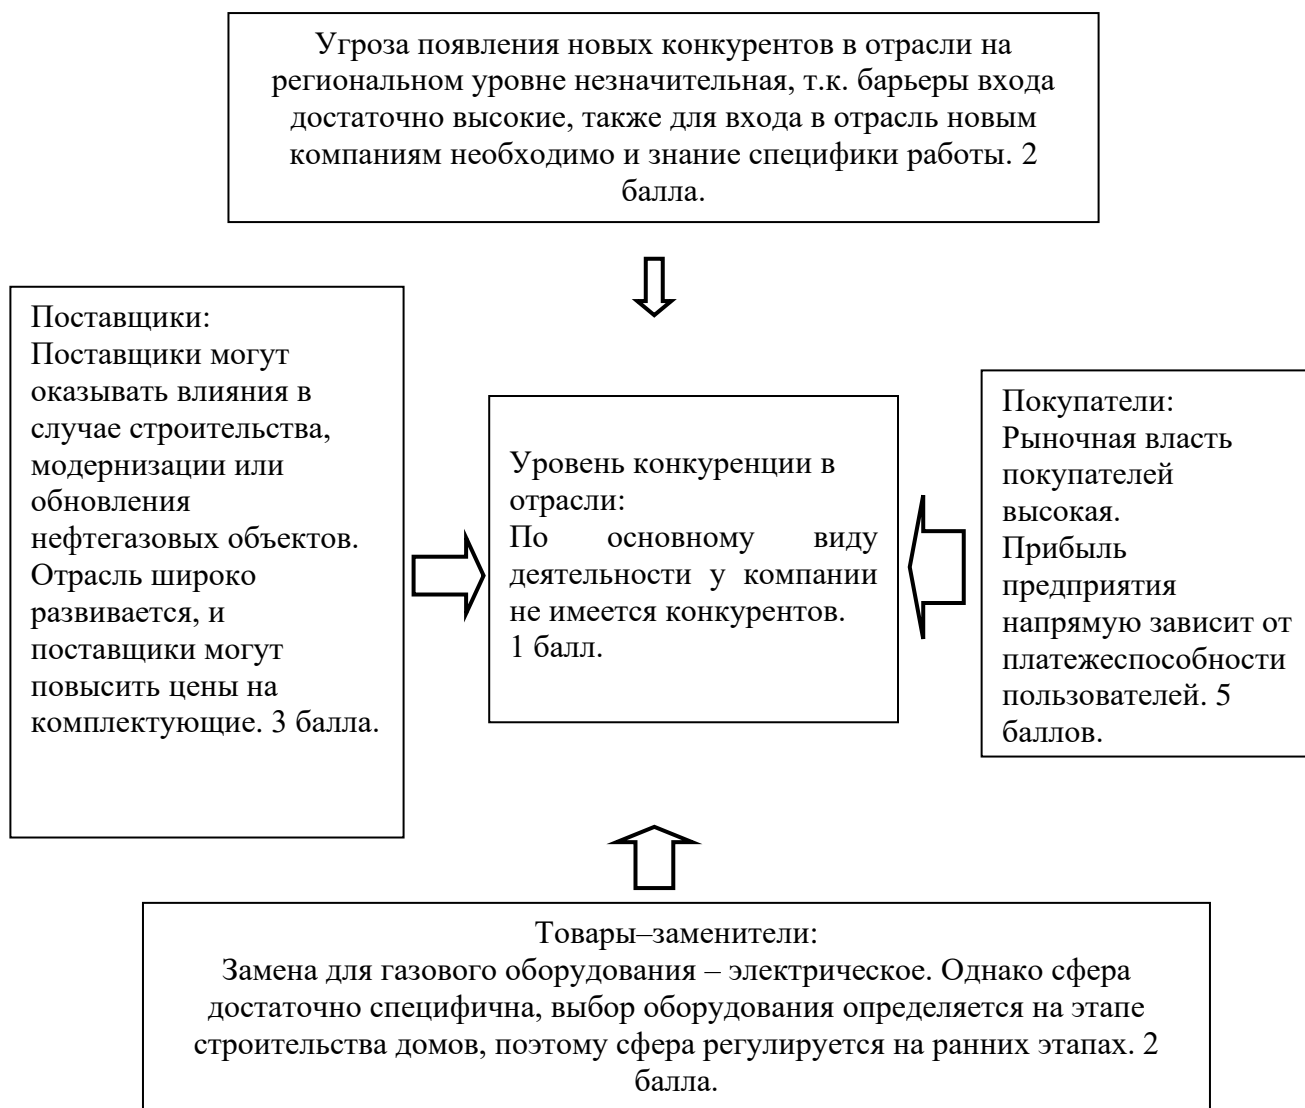 Угроза появления новых конкурентов в отрасли на
региональном уровне незначительная, т.к. барьеры входа
достаточно высокие, также для входа в отрасль новым
компаниям необходимо и знание специфики работы. 2
балла.
Поставщики:
Поставщики могут
оказывать влияния в
случае строительства,
модернизации или
обновления
нефтегазовых объектов.
Отрасль широко
развивается, и
поставщики могут
повысить цены на
комплектующие. 3 балла.
Уровень конкуренции в
отрасли:
По основному виду
деятельности у компании
не имеется конкурентов.
1 балл.
Покупатели:
Рыночная власть
покупателей
высокая.
Прибыль
предприятия
напрямую зависит от
платежеспособности
пользователей. 5
баллов.
Товары–заменители:
Замена для газового оборудования – электрическое. Однако сфера
достаточно специфична, выбор оборудования определяется на этапе
строительства домов, поэтому сфера регулируется на ранних этапах. 2
балла.